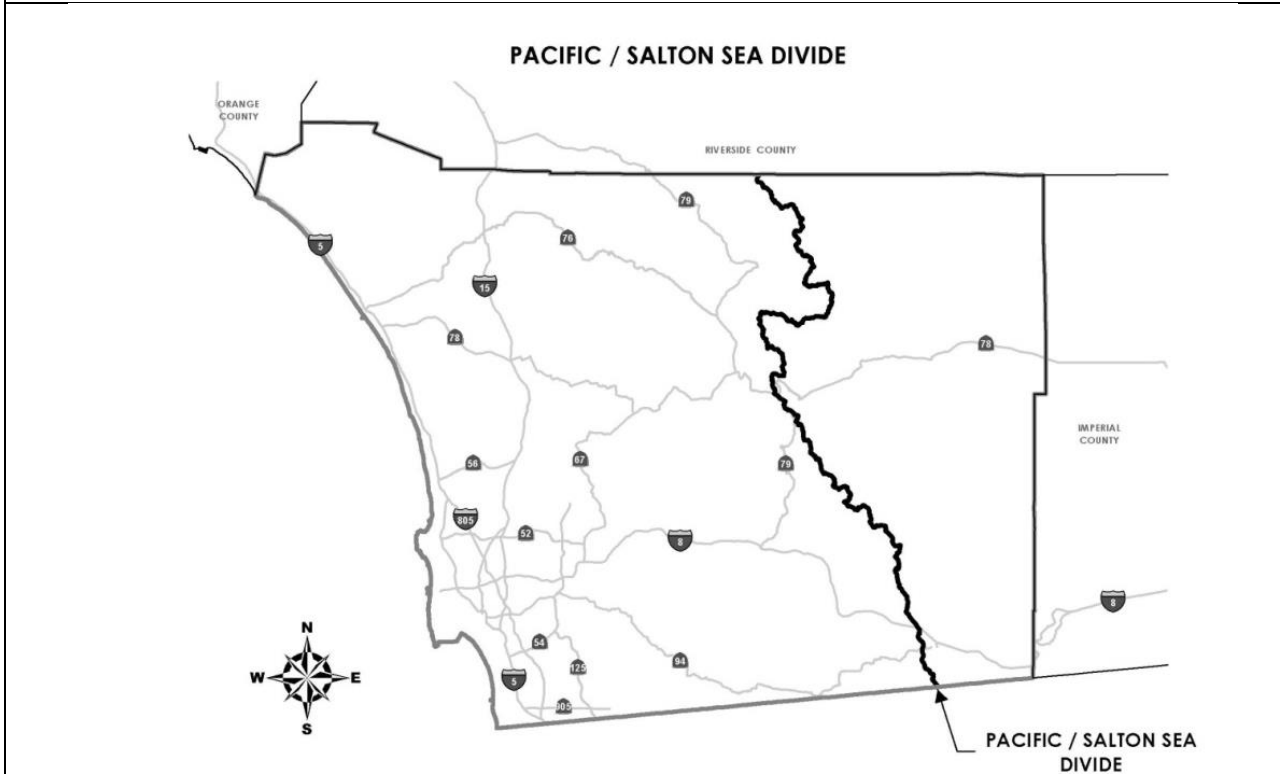 PACIFIC / SALTON SEA DIVIDE
ORANGE
COUNTY
RIVERSIDE COUNTY
79
76
5
15
78
78
IMPERIAL
COUNTY
56
67
79
805
52
8
8
54
125
94
5
905
N
W E
S
PACIFIC / SALTON SEA
DIVIDE